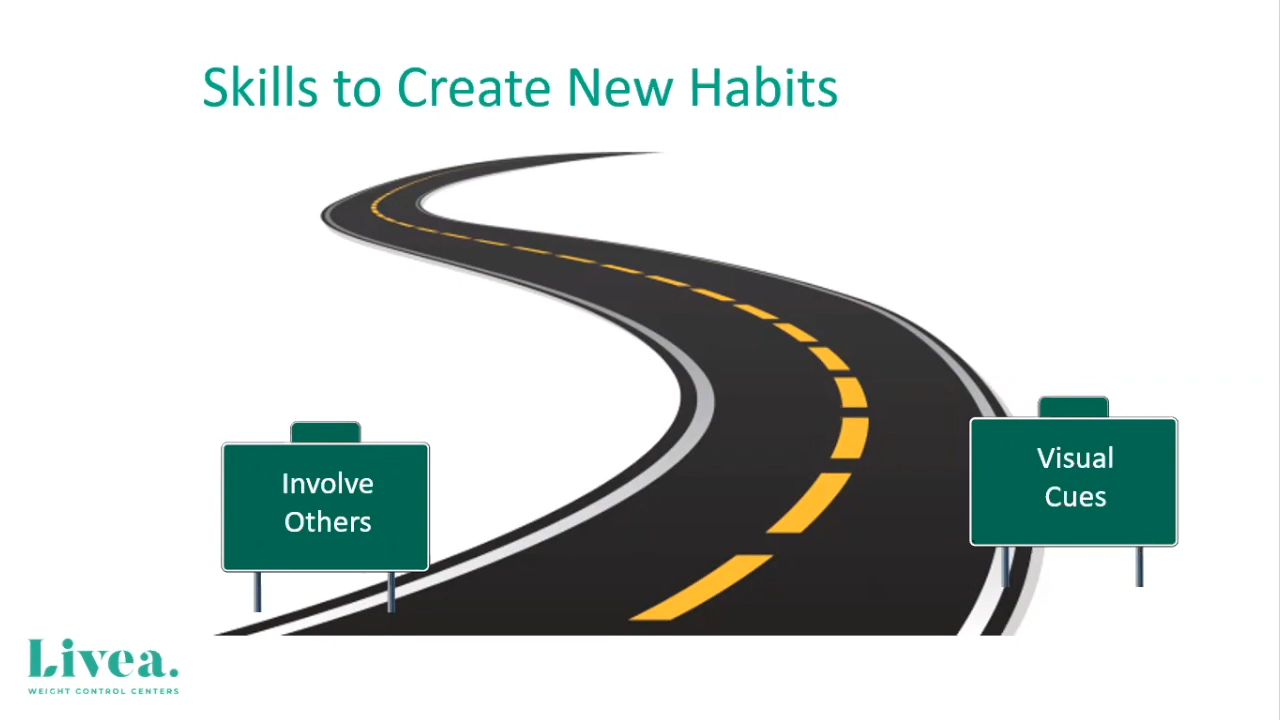 Skills to Create New Habits
Involve
Others
Visual
Cues
Livea.
WEIGHT CONTROL CENTERS